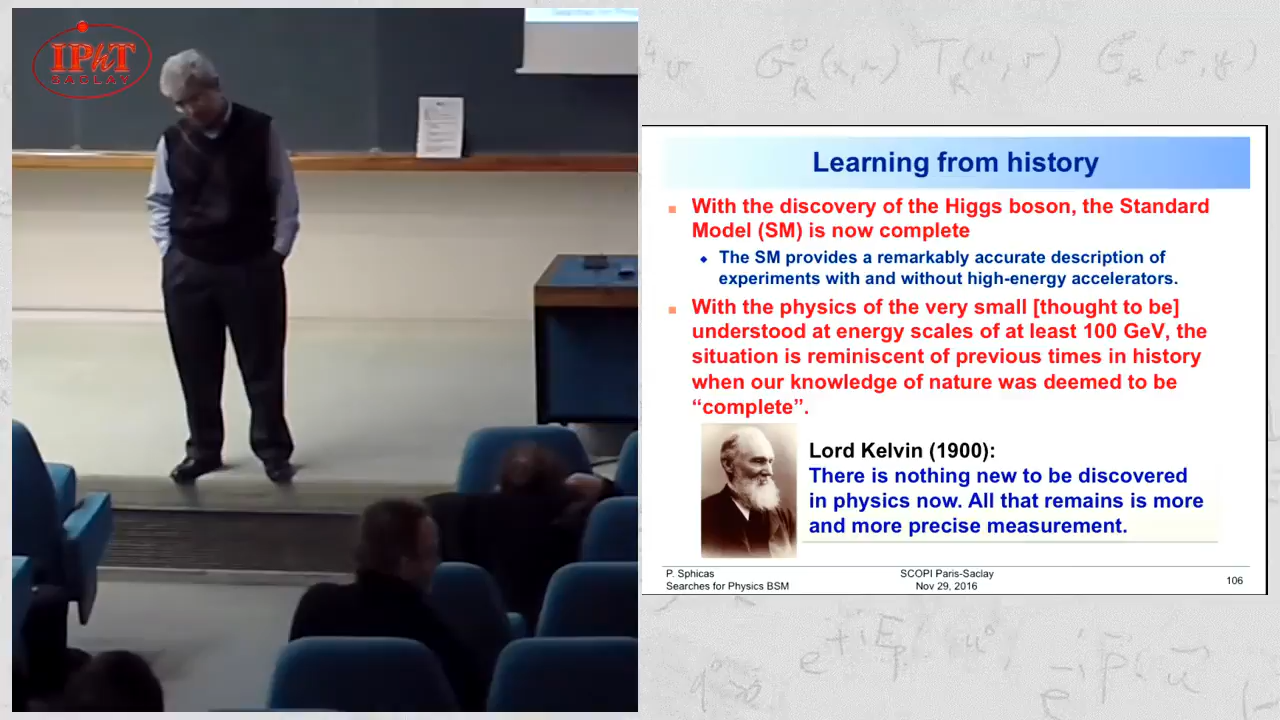 IPhT
SACLAY
Learning from history
With the discovery of the Higgs boson, the Standard
Model (SM) is now complete
The SM provides a remarkably accurate description of
experiments with and without high-energy accelerators.
With the physics of the very small [thought to be]
understood at energy scales of at least 100 GeV, the
situation is reminiscent of previous times in history
when our knowledge of nature was deemed to be
“complete”.
Lord Kelvin (1900):
There is nothing new to be discovered
in physics now. All that remains is more
and more precise measurement.
P. Sphicas
Searches for Physics BSM
SCOPI Paris-Saclay
Nov 29, 2016
106